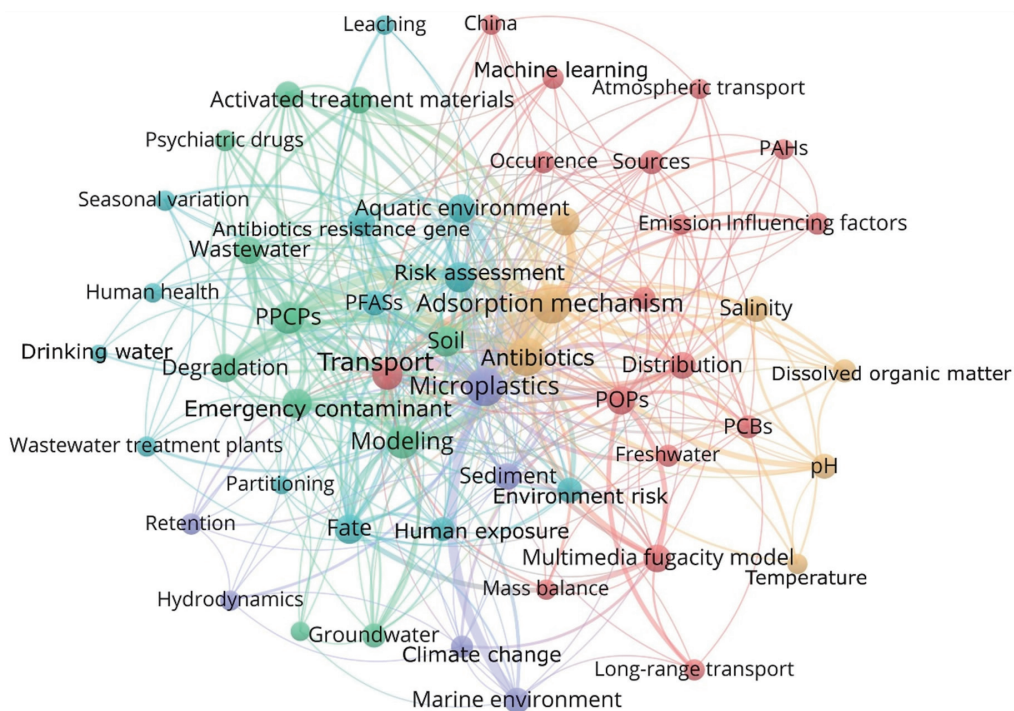 Leaching
China
Machine learning
Atmospheric transport
Activated treatment materials
Psychiatric drugs
Occurrence
Sources
PAHs
Seasonal variation
Aquatic environment
Antibiotics resistance gene
Emission
Influencing factors
Wastewater
Risk assessment
Human health
PFASs
Adsorption mechanism
Salinity
PPCPs
Soil
Drinking water
Degradation
Transport
Antibiotics
Distribution
Dissolved organic matter
Microplastics
Emergency contaminant
POPs
PCBs
Wastewater treatment plants
Modeling
Freshwater
pH
Partitioning
Sediment
Environment risk
Retention
Fate
Human exposure
Multimedia fugacity model
Temperature
Mass balance
Hydrodynamics
Groundwater
Climate change
Long-range transport
Marine environment